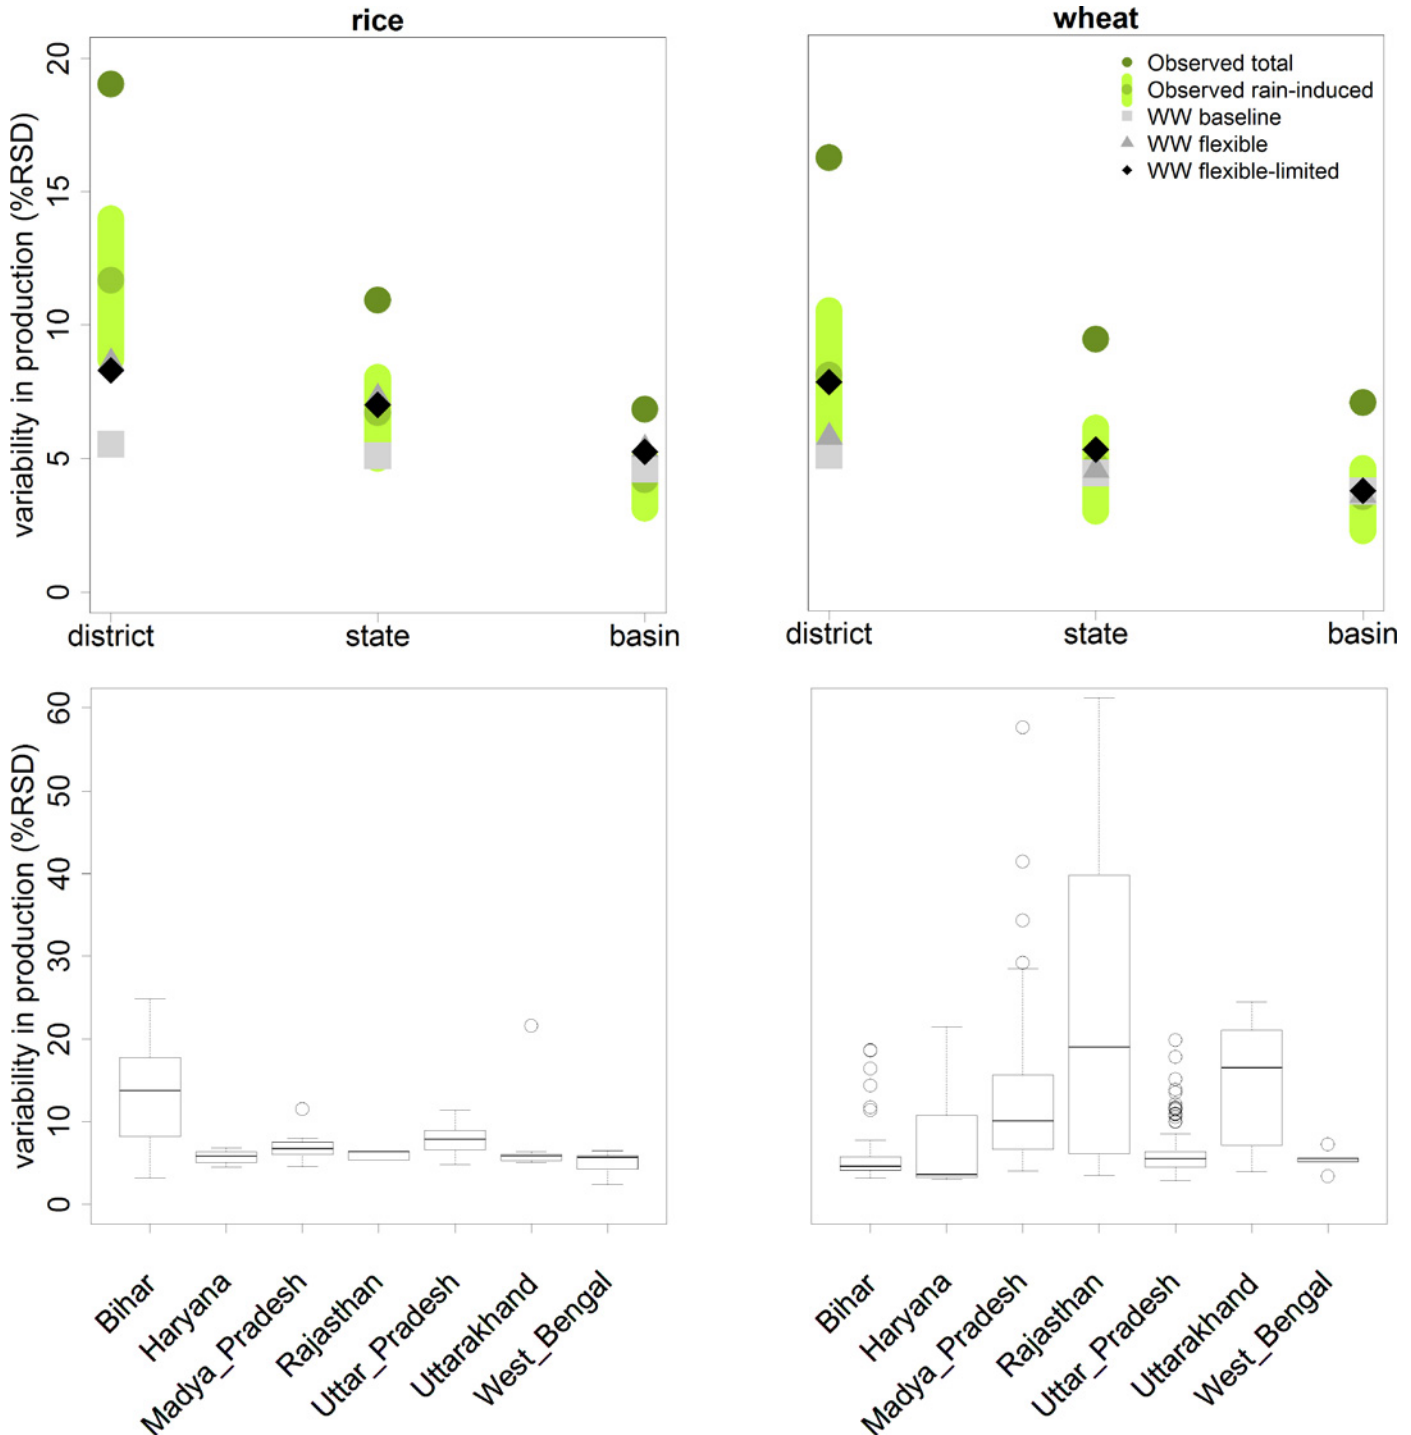 rice
wheat
variability in production (%RSD)
20
15
10
5
0
Observed total
Observed rain-induced
WW baseline
WW flexible
WW flexible-limited
district
state
basin
district
state
basin
variability in production (%RSD)
60
50
40
30
20
10
0
Bihar
Haryana
Madya_Pradesh
Rajasthan
Uttar_Pradesh
Uttarakhand
West_Bengal
Bihar
Haryana
Madya_Pradesh
Rajasthan
Uttar_Pradesh
Uttarakhand
West_Bengal